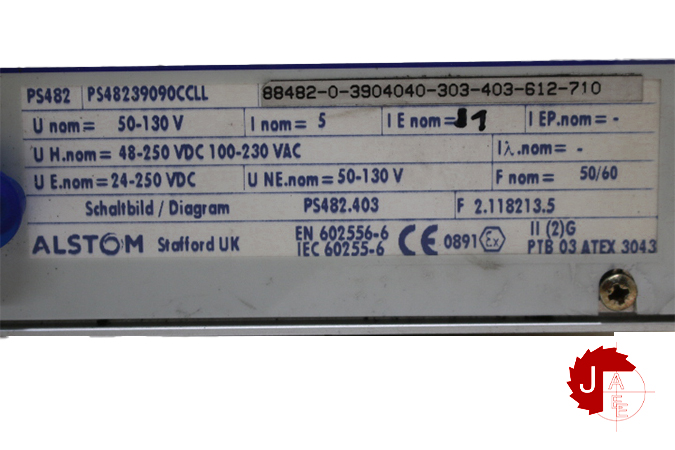 PS482 PS48239090CCLL 88482-0-3904040-303-403-612-710
U nom= 50-130 V I nom= 5 I E nom= 1 I EP.nom= -
U H.nom= 48-250 VDC 100-230 VAC Iλ.nom= -
U E.nom= 24-250 VDC U NE.nom= 50-130 V F nom= 50/60
Schaltbild / Diagram PS482.403 F 2.118213.5
ALSTOM Stafford UK EN 602556-6 CE 0891 Ex II (2)G
IEC 60255-6 PTB 03 ATEX 3043
JAEE